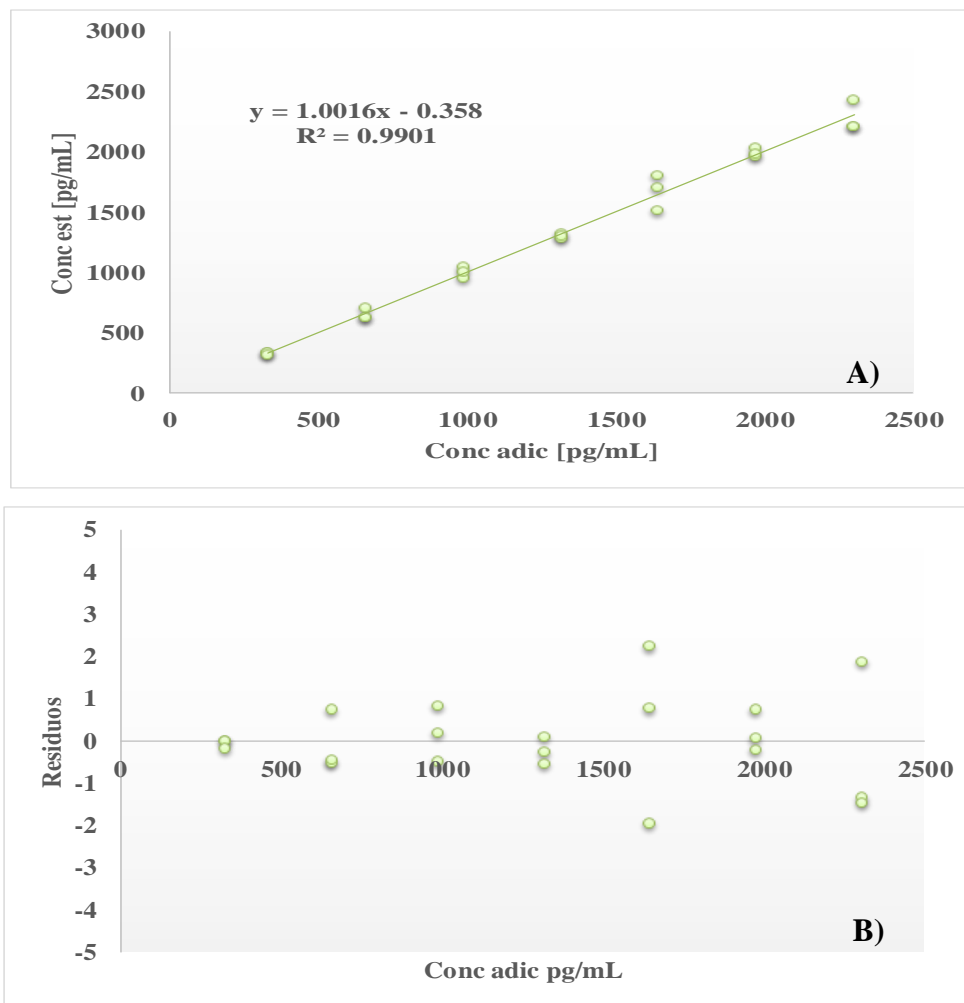 3000
2500
2000
1500
1000
500
0
Conc est [pg/mL]
y = 1.0016x - 0.358
R² = 0.9901
A)
0 500 1000 1500 2000 2500
Conc adic [pg/mL]
5
4
3
2
1
0
-1
-2
-3
-4
-5
Residuos
0 500 1000 1500 2000 2500
B)
Conc adic pg/mL